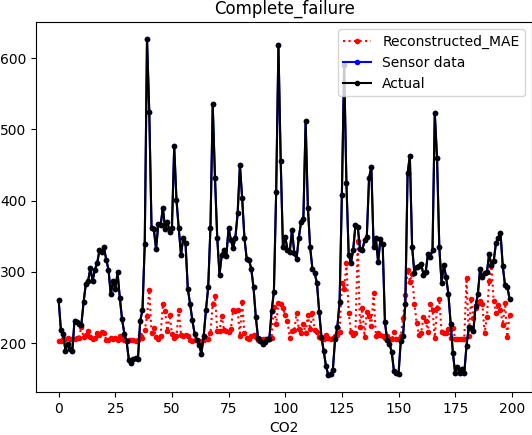 Complete_failure
Reconstructed_MAE
Sensor data
Actual
600
500
400
300
200
0 25 50 75 100 125 150 175 200
CO2